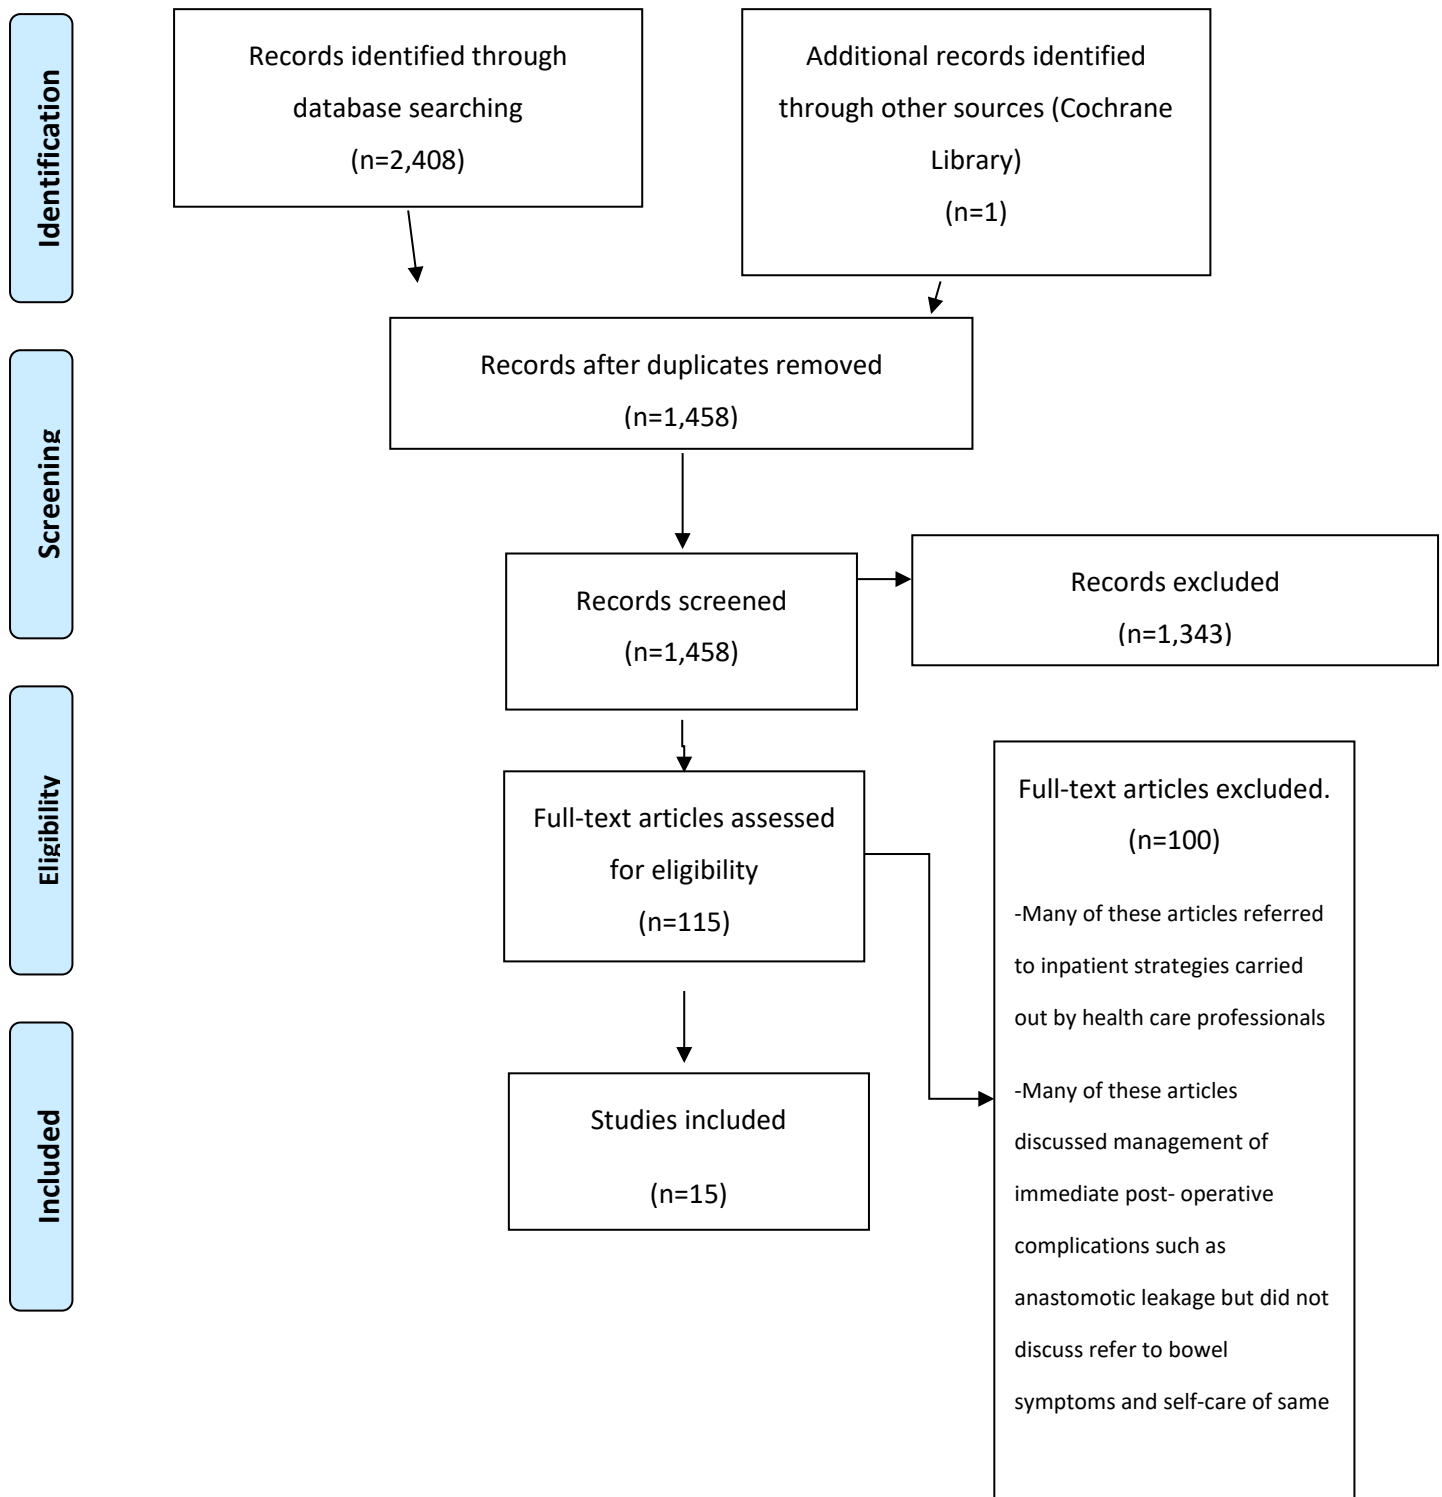 Identification
Records identified through
database searching
(n=2,408)
Additional records identified
through other sources (Cochrane
Library)
(n=1)
Screening
Records after duplicates removed
(n=1,458)
Records screened
(n=1,458)
Records excluded
(n=1,343)
Eligibility
Full-text articles assessed
for eligibility
(n=115)
Full-text articles excluded.
(n=100)
-Many of these articles referred
to inpatient strategies carried
out by health care professionals
-Many of these articles
discussed management of
immediate post- operative
complications such as
anastomotic leakage but did not
discuss refer to bowel
symptoms and self-care of same
Included
Studies included
(n=15)